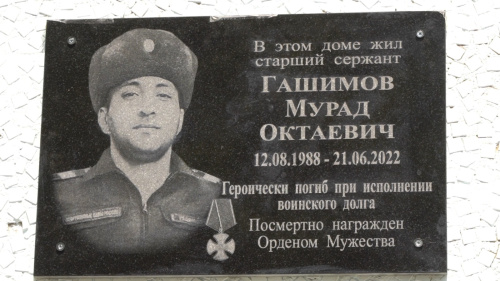 В этом доме жил
старший сержант
ГАШИМОВ
МУРАД
ОКТАЕВИЧ
12.08.1988 - 21.06.2022
Героически погиб при исполнении
воинского долга
Посмертно награжден
Орденом Мужества